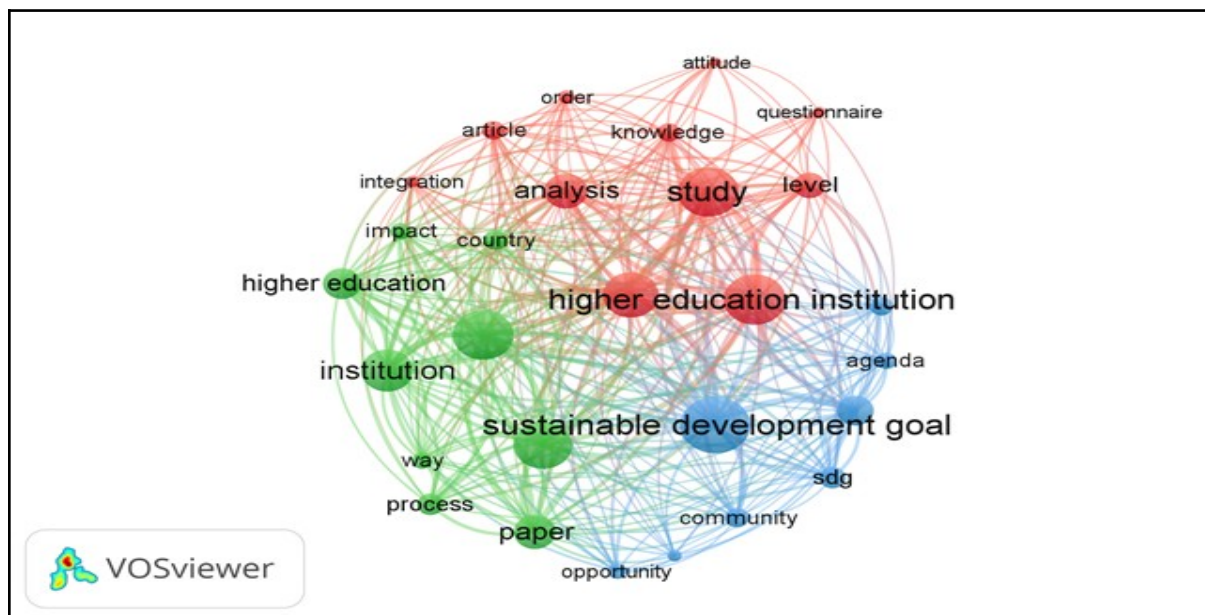 attitude
order
questionnaire
article
knowledge
integration
analysis
study
level
impact
country
higher education
higher education institution
agenda
institution
sustainable development goal
way
sdg
process
community
paper
opportunity
VOSviewer